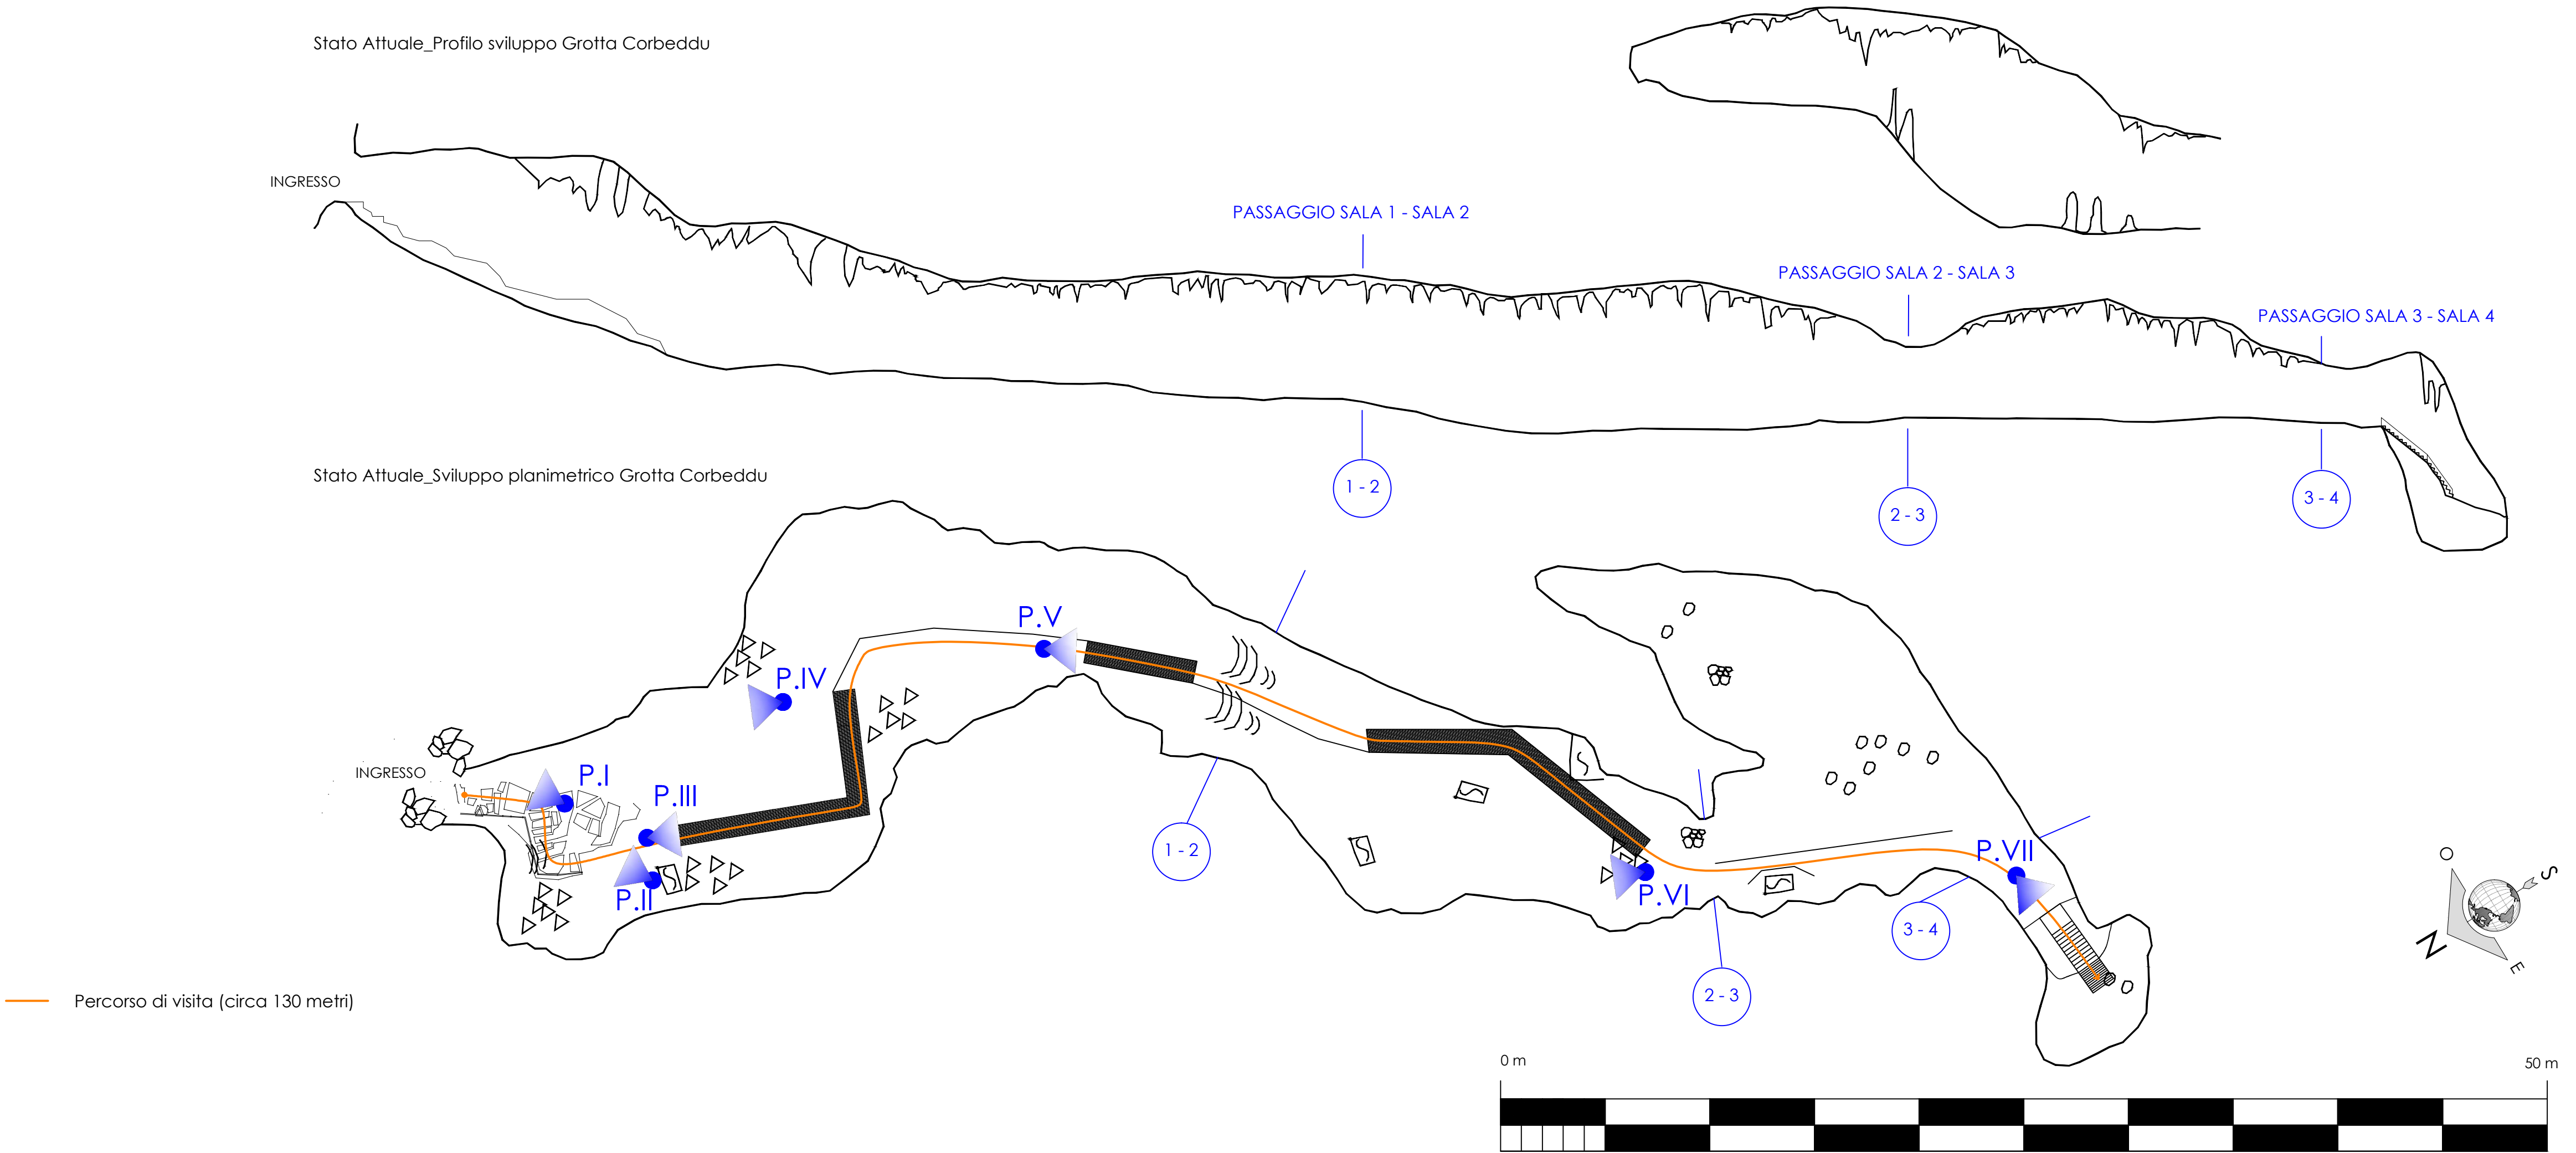 Stato Attuale_Profilo sviluppo Grotta Corbeddu
INGRESSO
PASSAGGIO SALA 1 - SALA 2
PASSAGGIO SALA 2 - SALA 3
PASSAGGIO SALA 3 - SALA 4
1 - 2
2 - 3
3 - 4
Stato Attuale_Sviluppo planimetrico Grotta Corbeddu
P.V
P.IV
INGRESSO
P.I
P.III
P.II
P.VI
P.VII
1 - 2
2 - 3
3 - 4
O
S
N
E
Percorso di visita (circa 130 metri)
0 m
50 m